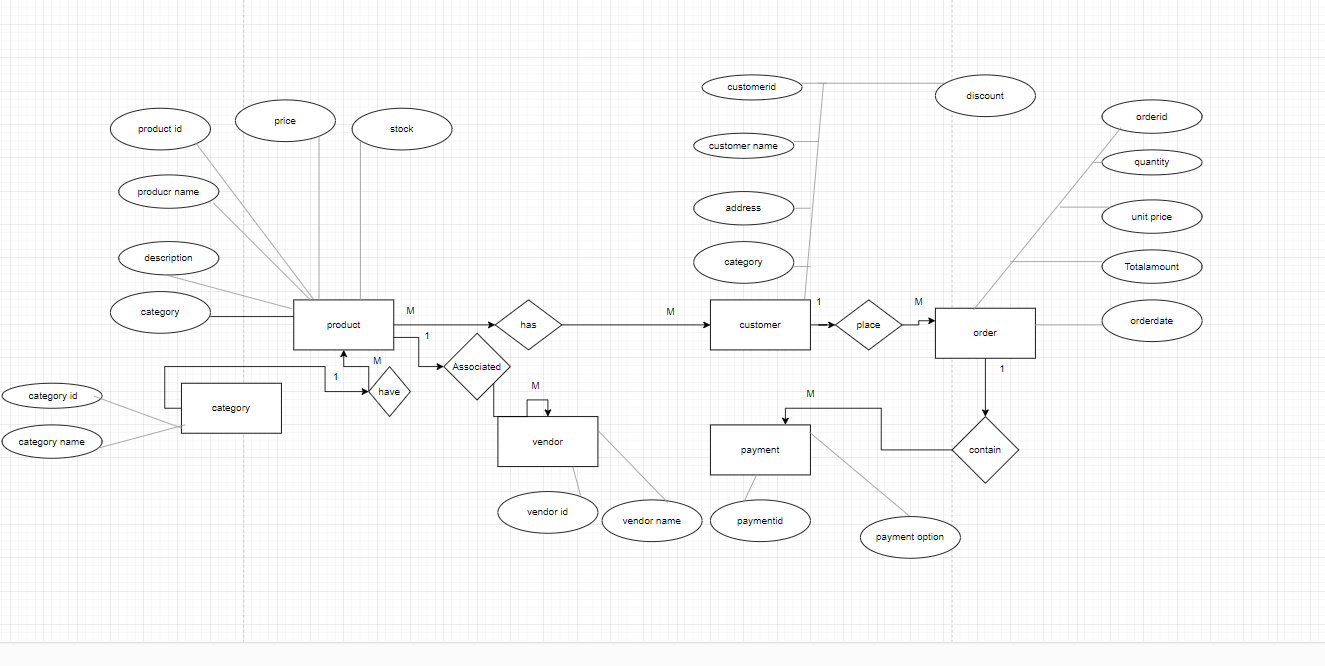 customerid
discount
product id
price
stock
orderid
customer name
quantity
producr name
address
unit price
description
category
Totalamount
category
M
has
M
product
customer
1
place
M
order
orderdate
1
Associated
M
1
have
category id
category
category name
M
vendor
vendor id
vendor name
M
payment
paymentid
payment option
1
contain